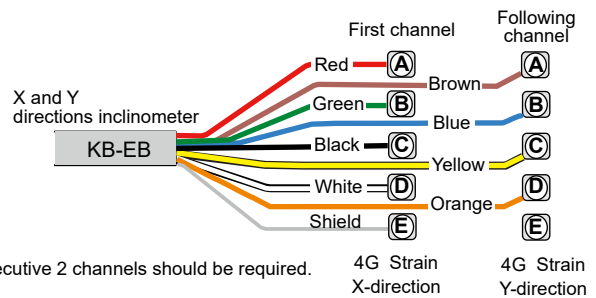 First channel
Following
channel
Red
A
A
Brown
X and Y
directions inclinometer
Green
B
B
Blue
KB-EB
Black
C
C
Yellow
White
D
D
Orange
Shield
E
E
ecutive 2 channels should be required.
4G Strain
X-direction
4G Strain
Y-direction